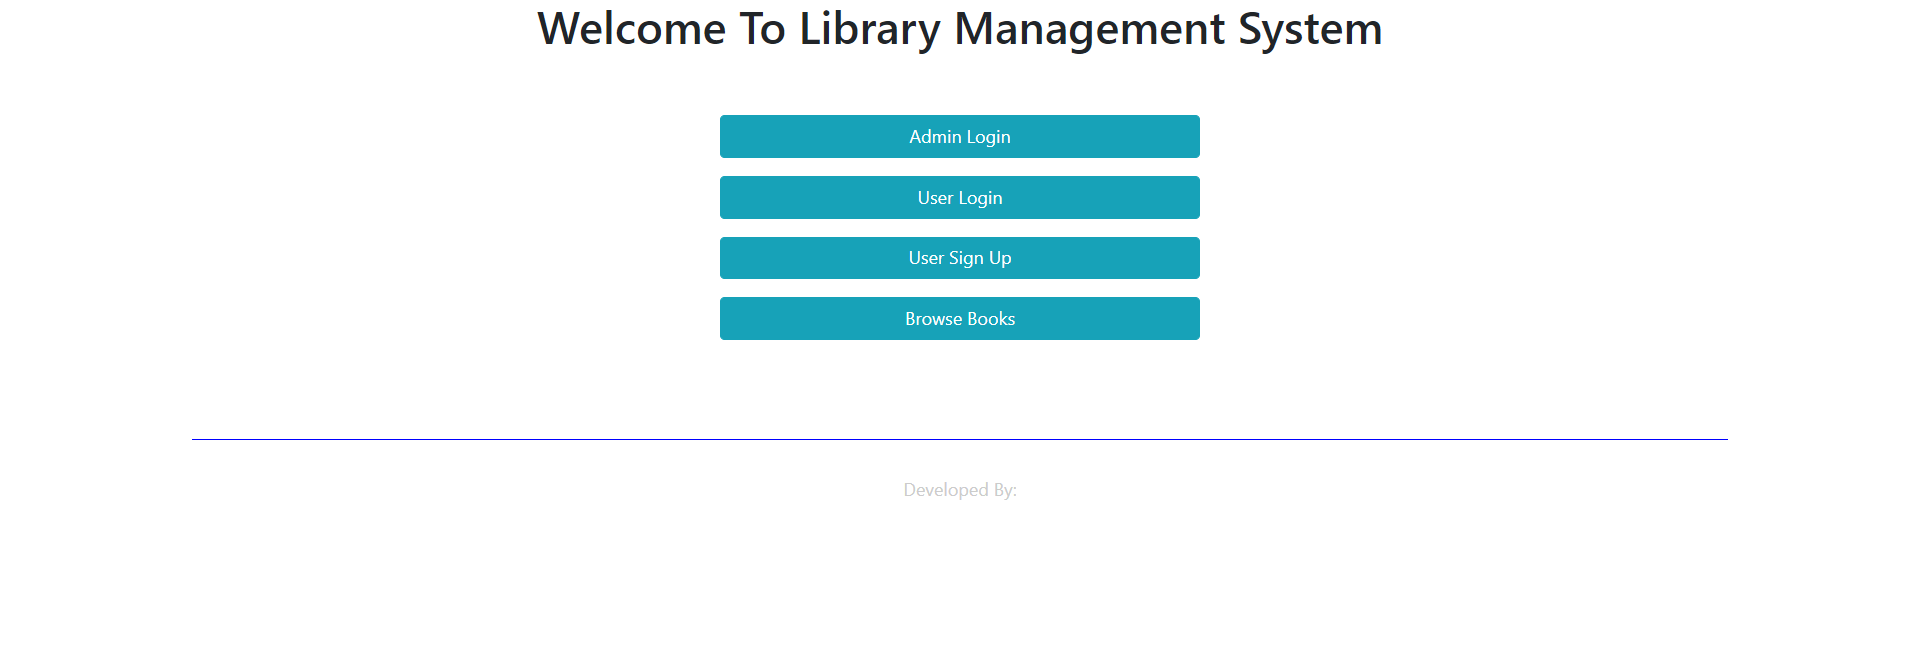 Welcome To Library Management System
Admin Login
User Login
User Sign Up
Browse Books
Developed By: